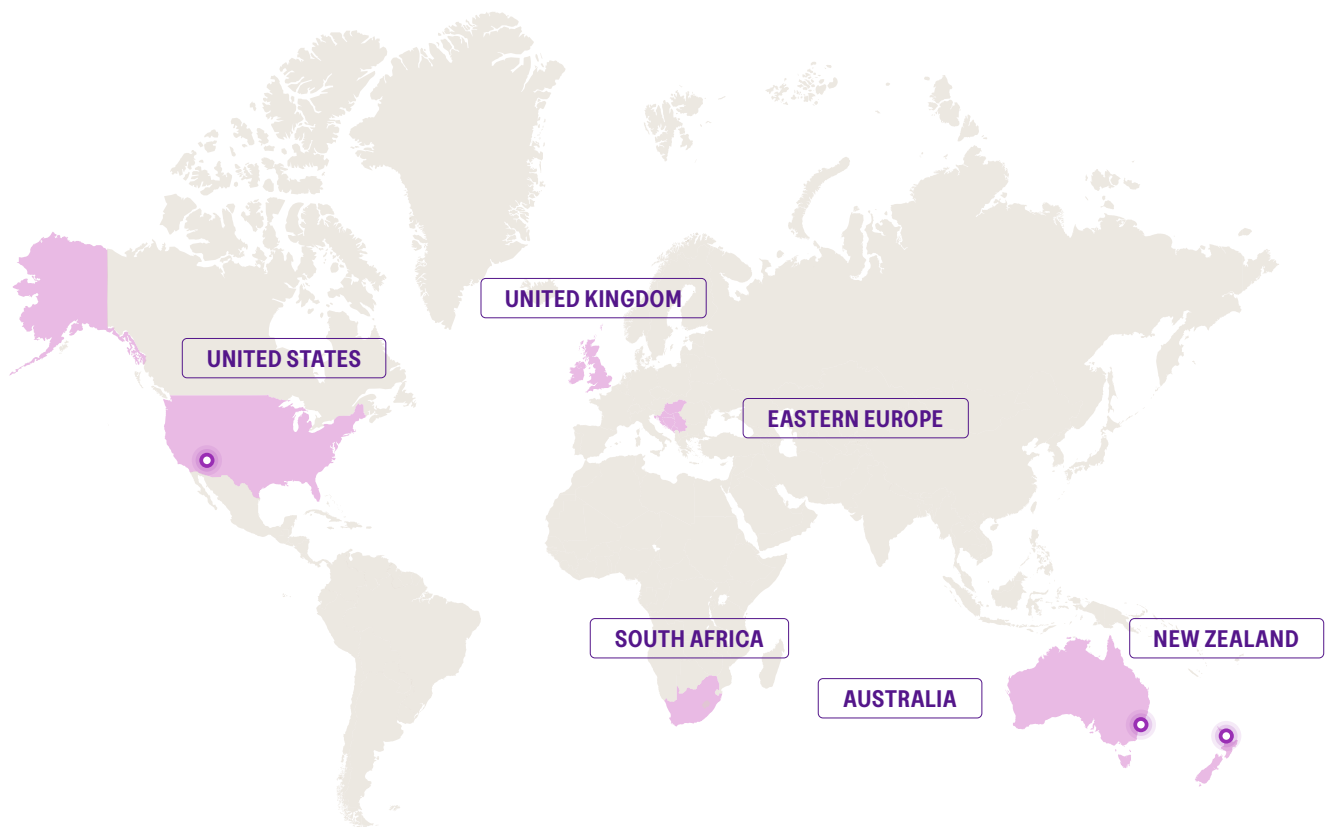 UNITED KINGDOM
UNITED STATES
EASTERN EUROPE
SOUTH AFRICA
NEW ZEALAND
AUSTRALIA